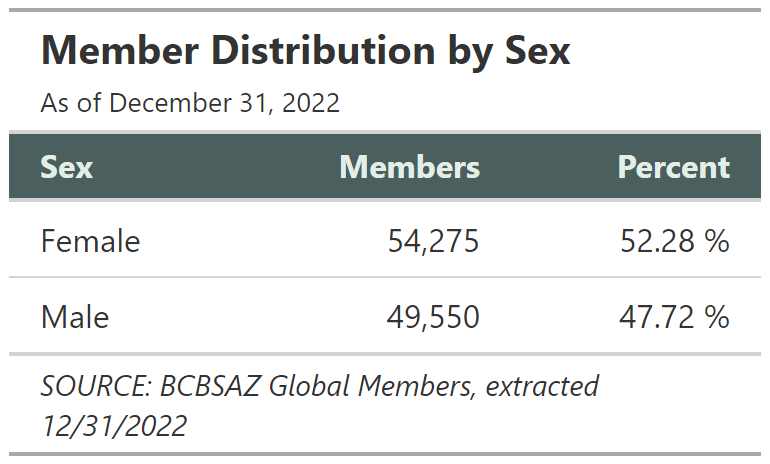 Member Distribution by Sex
As of December 31, 2022
Sex Members Percent
Female 54,275 52.28 %
Male 49,550 47.72 %
SOURCE: BCBSAZ Global Members, extracted
12/31/2022